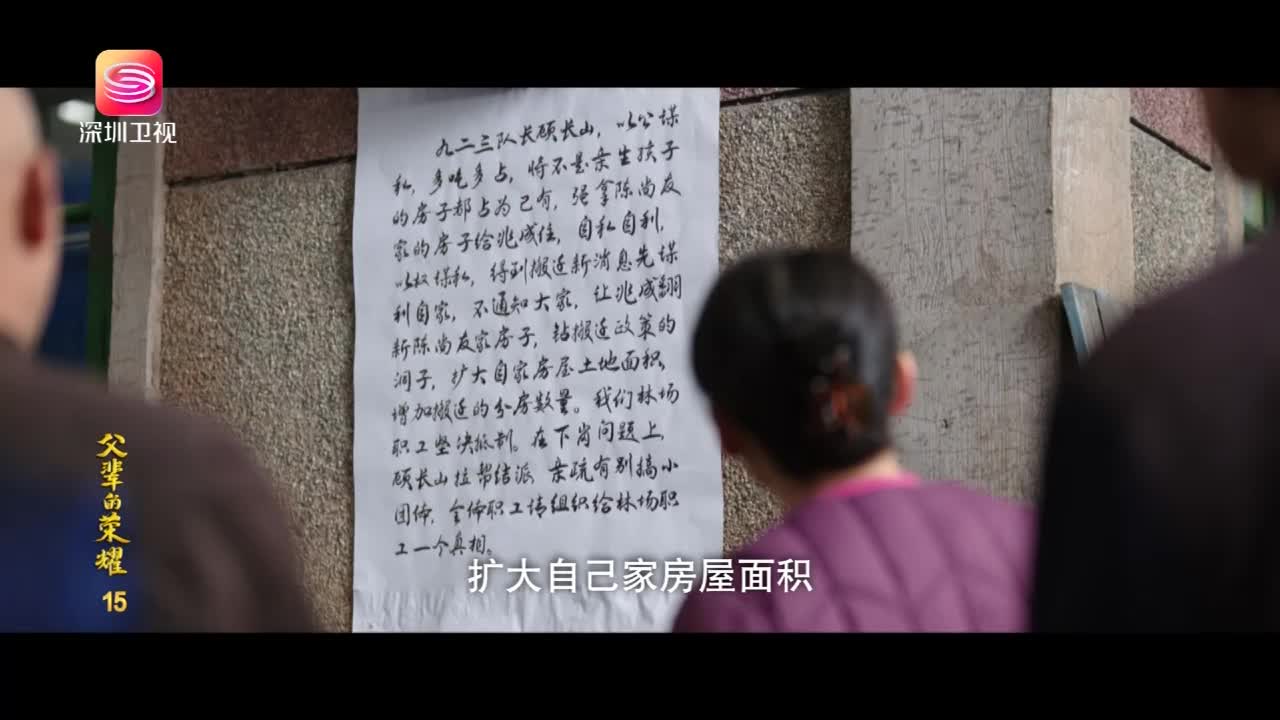 深圳卫视
九二三队长顾长山，以公谋
私，多吃多占，将不是亲生孩子
的房子都占为己有，强拿陈尚友
家的房子给兆成住，自私自利，
以权谋私，得到搬迁新消息先谋
利自家，不通知大家，让兆成翻
新陈尚友家房子，钻搬迁政策的
洞子，扩大自家房屋土地面积，
增加搬迁的分房数量。我们林场
职工坚决抵制。在下岗问题上，
顾长山拉帮结派 亲疏有别搞小
团体，全体职工请组织给林场职
工一个真相。
扩大自己家房屋面积
父辈的荣耀
15